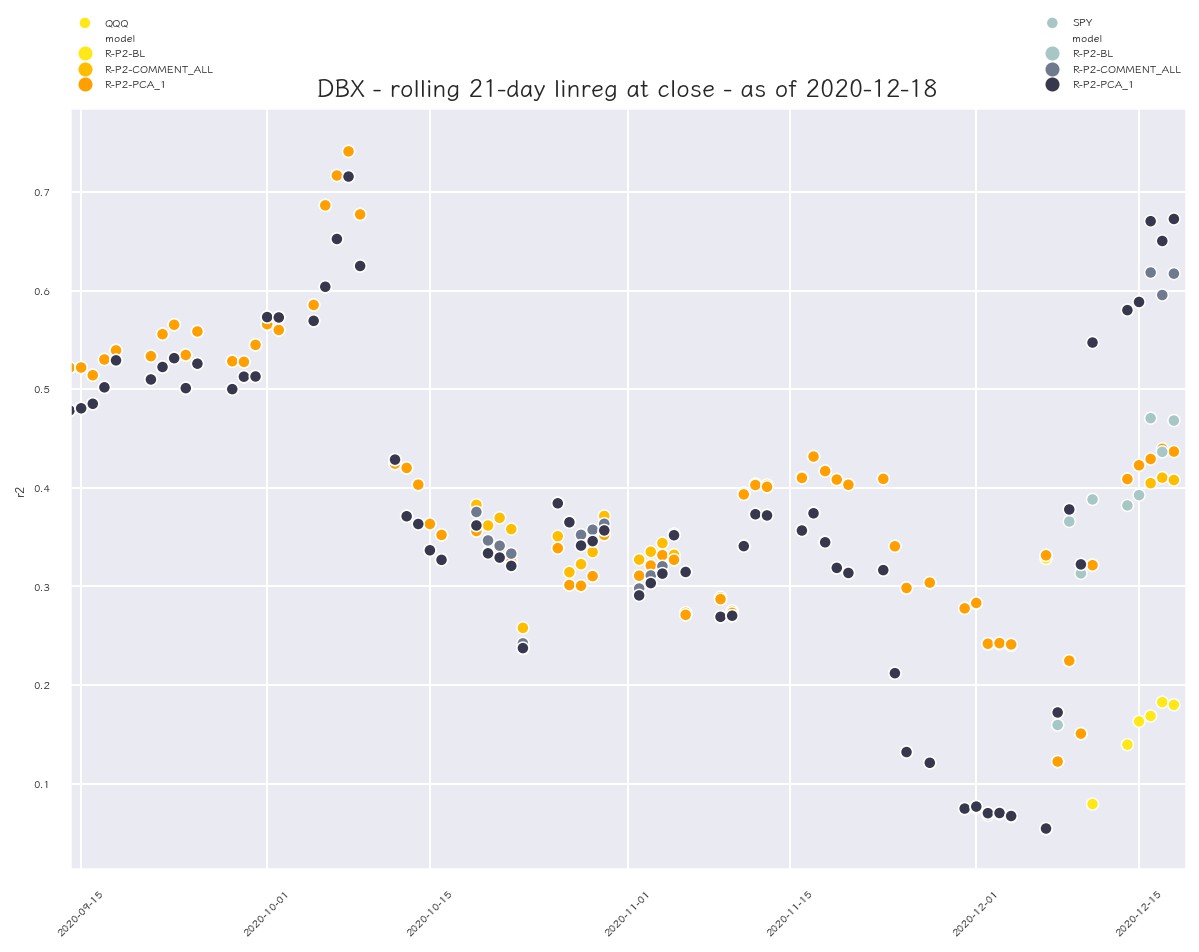 QQQ
model
R-P2-BL
R-P2-COMMENT_ALL
R-P2-PCA_1
SPY
model
R-P2-BL
R-P2-COMMENT_ALL
R-P2-PCA_1
DBX - rolling 21-day linreg at close - as of 2020-12-18
0.7
0.6
0.5
0.4
0.3
0.2
0.1
r2
2020-09-15
2020-10-01
2020-10-15
2020-11-01
2020-11-15
2020-12-01
2020-12-15